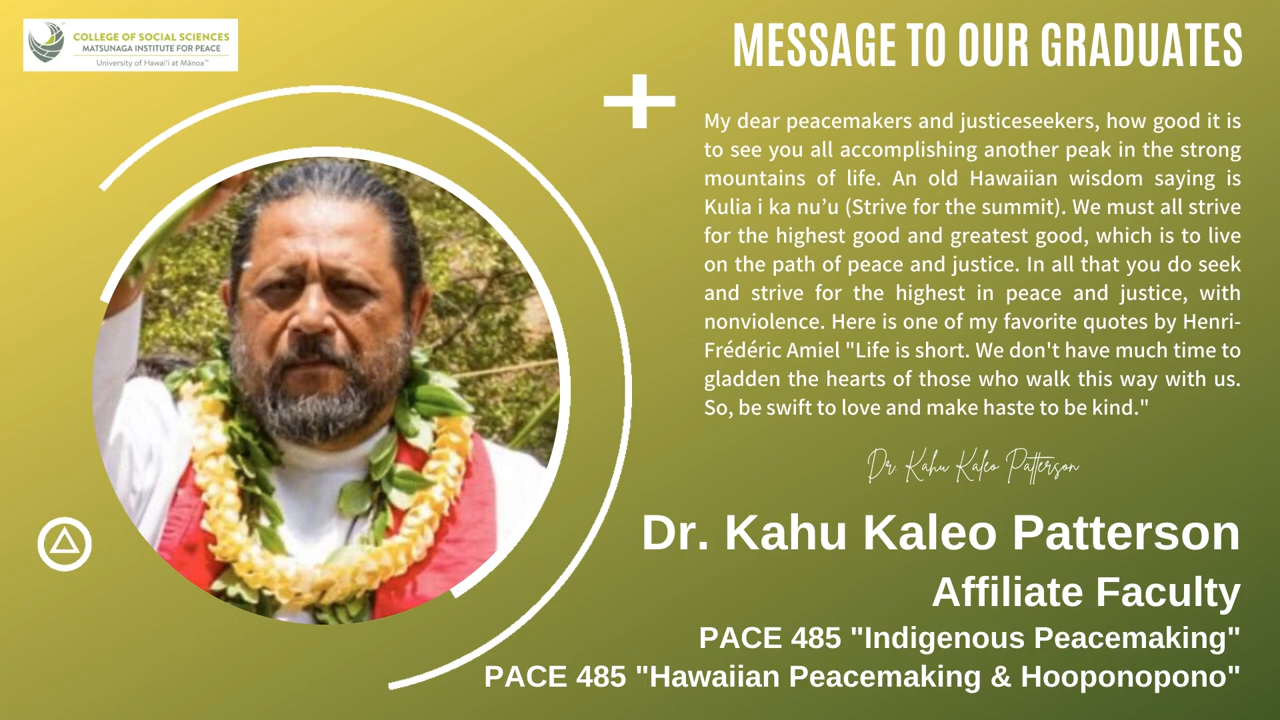 COLLEGE OF SOCIAL SCIENCES
MATSUNAGA INSTITUTE FOR PEACE
University of Hawai'i at Mānoa™
MESSAGE TO OUR GRADUATES
My dear peacemakers and justiceseekers, how good it is
to see you all accomplishing another peak in the strong
mountains of life. An old Hawaiian wisdom saying is
Kulia i ka nu’u (Strive for the summit). We must all strive
for the highest good and greatest good, which is to live
on the path of peace and justice. In all that you do seek
and strive for the highest in peace and justice, with
nonviolence. Here is one of my favorite quotes by Henri-
Frédéric Amiel "Life is short. We don't have much time to
gladden the hearts of those who walk this way with us.
So, be swift to love and make haste to be kind."
Dr. Kahu Kaleo Patterson
Dr. Kahu Kaleo Patterson
Affiliate Faculty
PACE 485 "Indigenous Peacemaking"
PACE 485 "Hawaiian Peacemaking & Hooponopono"